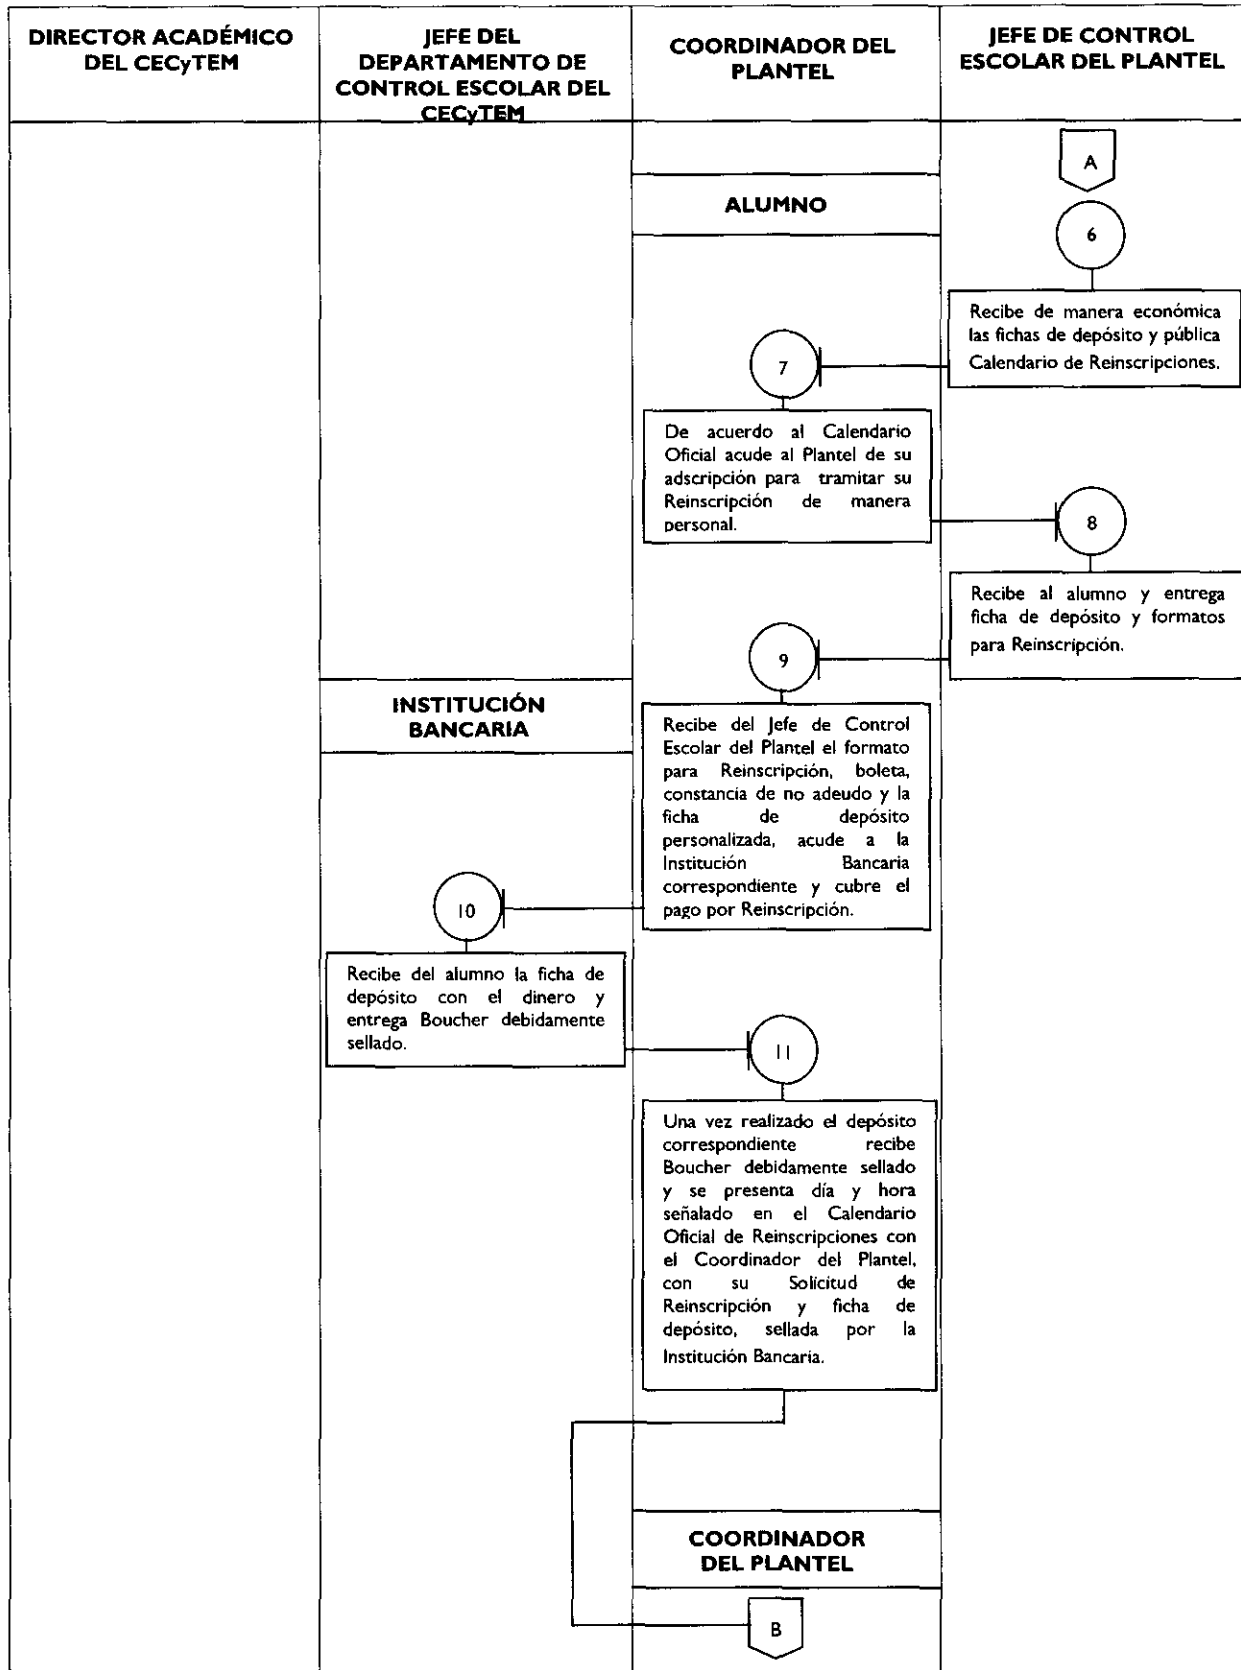 DIRECTOR ACADÉMICO
DEL CECyTEM
JEFE DEL
DEPARTAMENTO DE
CONTROL ESCOLAR DEL
CECyTEM
COORDINADOR DEL
PLANTEL
JEFE DE CONTROL
ESCOLAR DEL PLANTEL
A
ALUMNO
6
Recibe de manera económica
las fichas de depósito y pública
Calendario de Reinscripciones.
7
De acuerdo al Calendario
Oficial acude al Plantel de su
adscripción para tramitar su
Reinscripción de manera
personal.
8
Recibe al alumno y entrega
ficha de depósito y formatos
para Reinscripción.
9
INSTITUCIÓN
BANCARIA
Recibe del Jefe de Control
Escolar del Plantel el formato
para Reinscripción, boleta,
constancia de no adeudo y la
ficha de depósito
personalizada, acude a la
Institución Bancaria
correspondiente y cubre el
pago por Reinscripción.
10
Recibe del alumno la ficha de
depósito con el dinero y
entrega Boucher debidamente
sellado.
11
Una vez realizado el depósito
correspondiente recibe
Boucher debidamente sellado
y se presenta día y hora
señalado en el Calendario
Oficial de Reinscripciones con
el Coordinador del Plantel,
con su Solicitud de
Reinscripción y ficha de
depósito, sellada por la
Institución Bancaria.
COORDINADOR
DEL PLANTEL
B